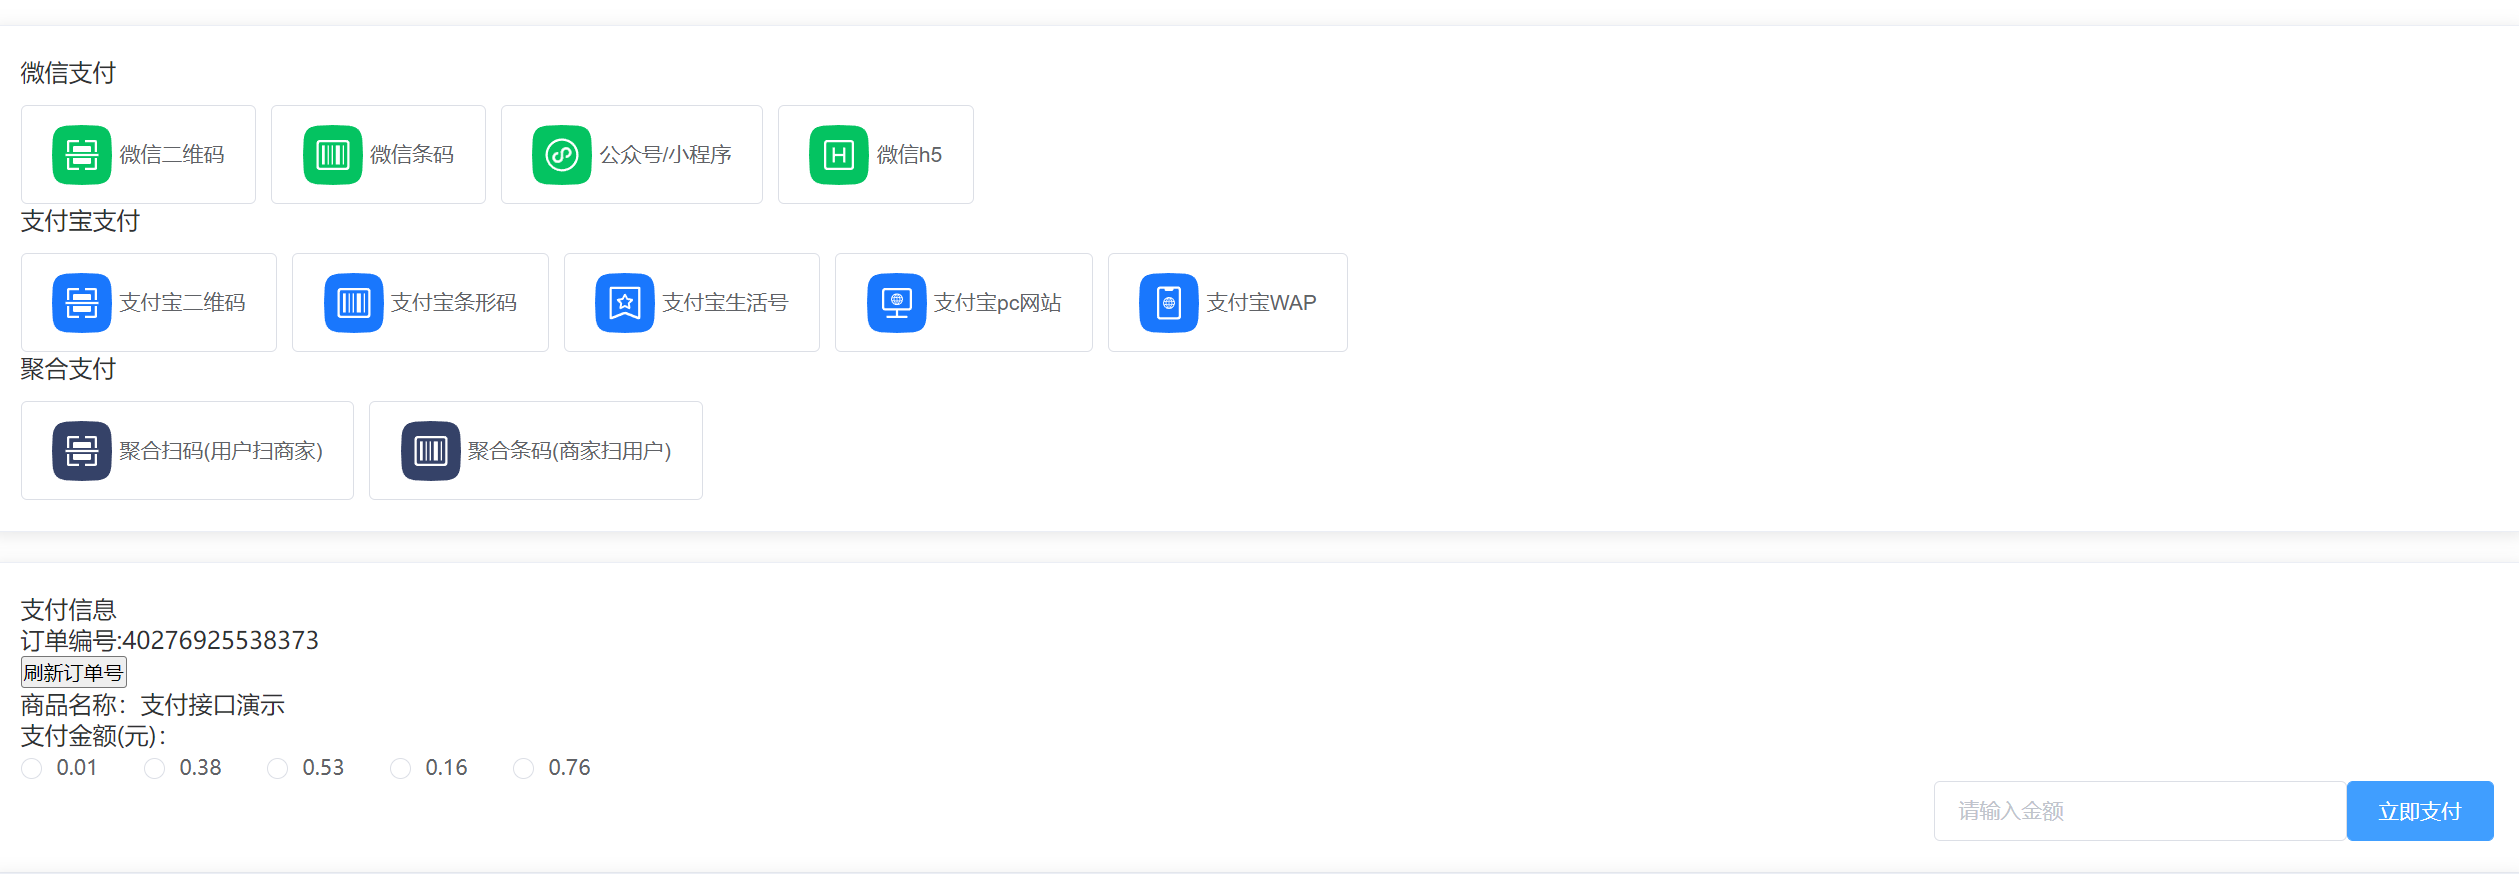 微信支付
微信二维码 微信条码 公众号/小程序 微信h5
支付宝支付
支付宝二维码 支付宝条形码 支付宝生活号 支付宝pc网站 支付宝WAP
聚合支付
聚合扫码(用户扫商家) 聚合条码(商家扫用户)
支付信息
订单编号:40276925538373
刷新订单号
商品名称：支付接口演示
支付金额(元)：
0.01 0.38 0.53 0.16 0.76
请输入金额 立即支付